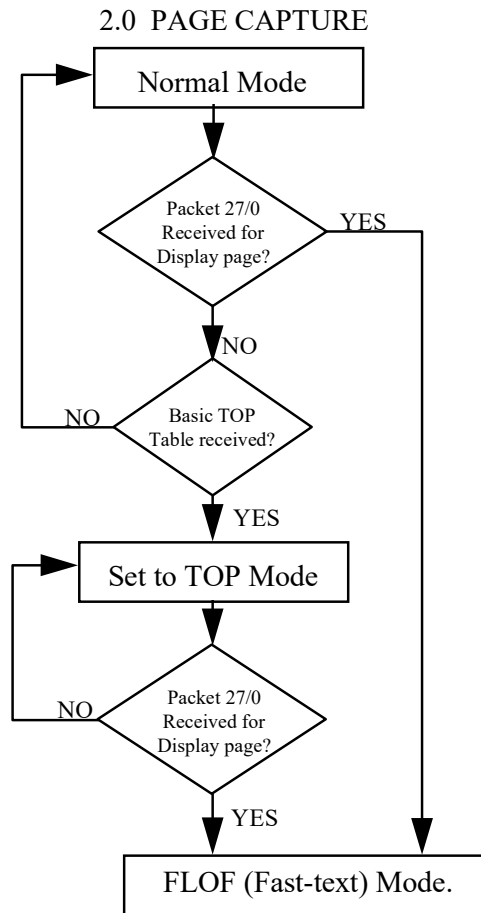 2.0 PAGE CAPTURE
Normal Mode
Packet 27/0
Received for
Display page?
YES
NO
Basic TOP
Table received?
NO
YES
Set to TOP Mode
Packet 27/0
Received for
Display page?
NO
YES
FLOF (Fast-text) Mode.